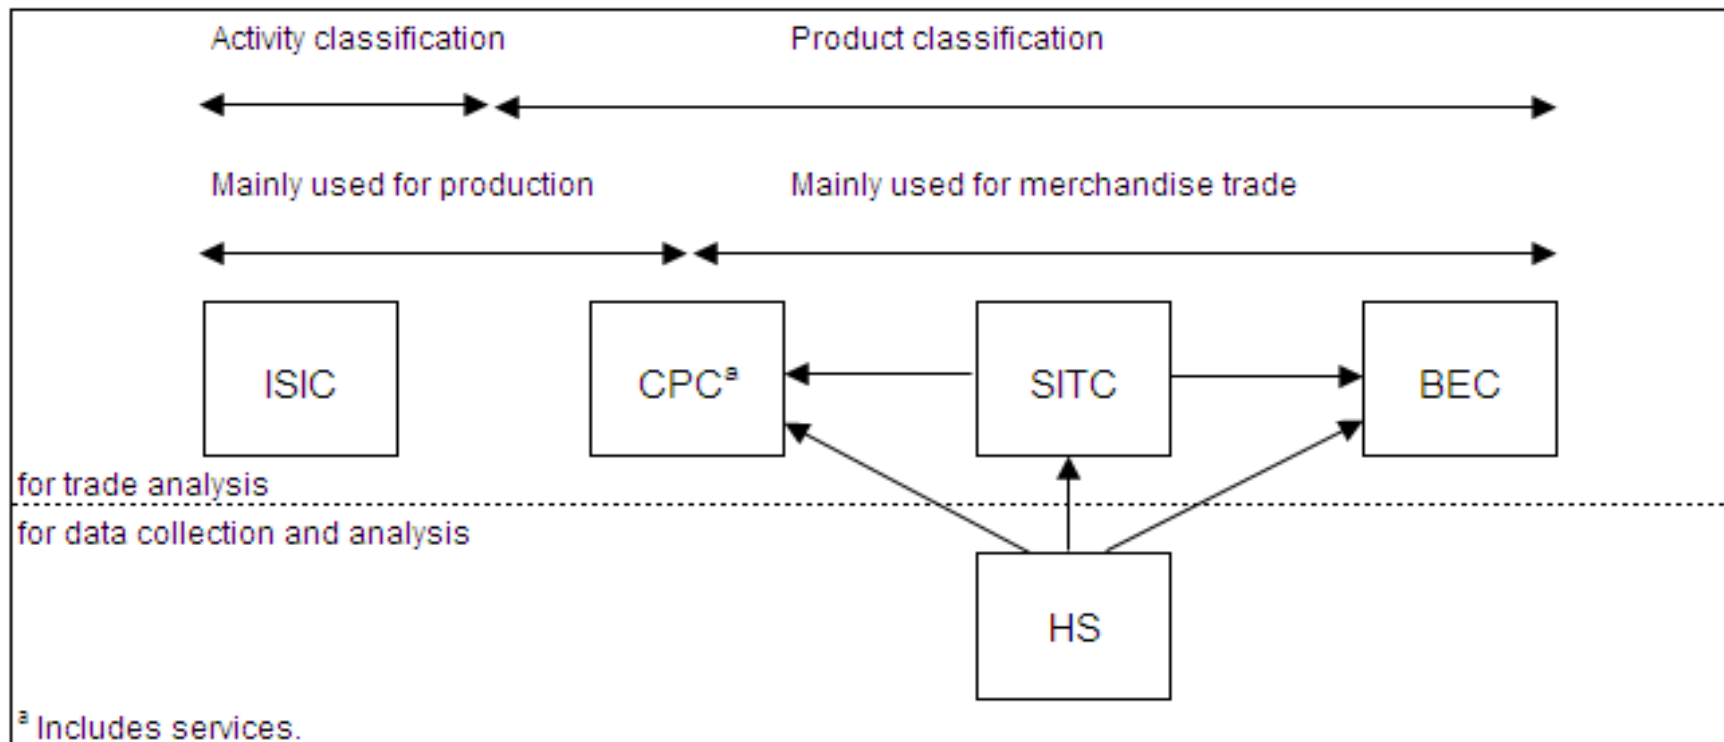 Activity classification
Product classification
Mainly used for production
Mainly used for merchandise trade
ISIC
CPCᵃ
SITC
BEC
for trade analysis
for data collection and analysis
HS
ᵃ Includes services.